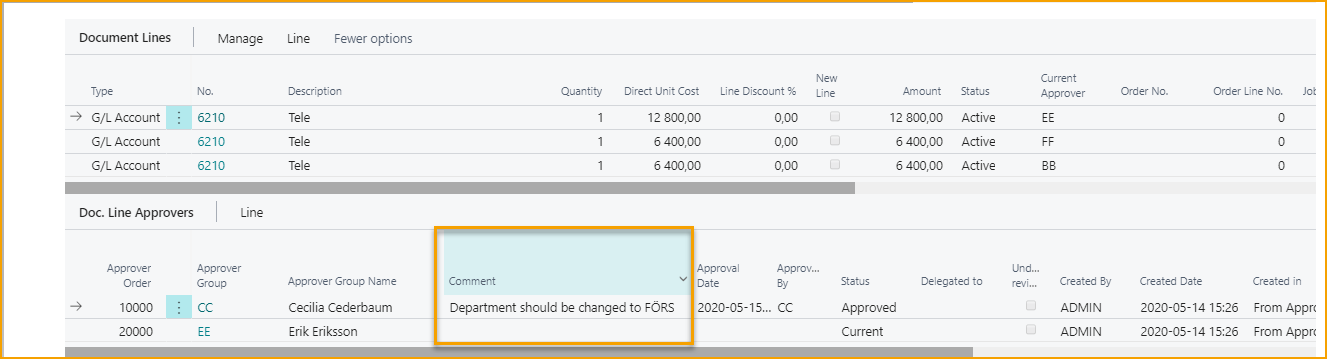 Document Lines Manage Line Fewer options
Type No. Description Quantity Direct Unit Cost Line Discount % New Line Amount Status Current Approver Order No. Order Line No. Job
→ G/L Account ⋮ 6210 Tele 1 12 800,00 0,00 12 800,00 Active EE 0
G/L Account 6210 Tele 1 6 400,00 0,00 6 400,00 Active FF 0
G/L Account 6210 Tele 1 6 400,00 0,00 6 400,00 Active BB 0
Doc. Line Approvers Line
Approver Order Approver Group Approver Group Name Comment Approval Date Approv... By Status Delegated to Und... revi... Created By Created Date Created in
→ 10000 ⋮ CC Cecilia Cederbaum Department should be changed to FÖRS 2020-05-15... CC Approved ADMIN 2020-05-14 15:26 From Appro
20000 EE Erik Eriksson Current ADMIN 2020-05-14 15:26 From Appro